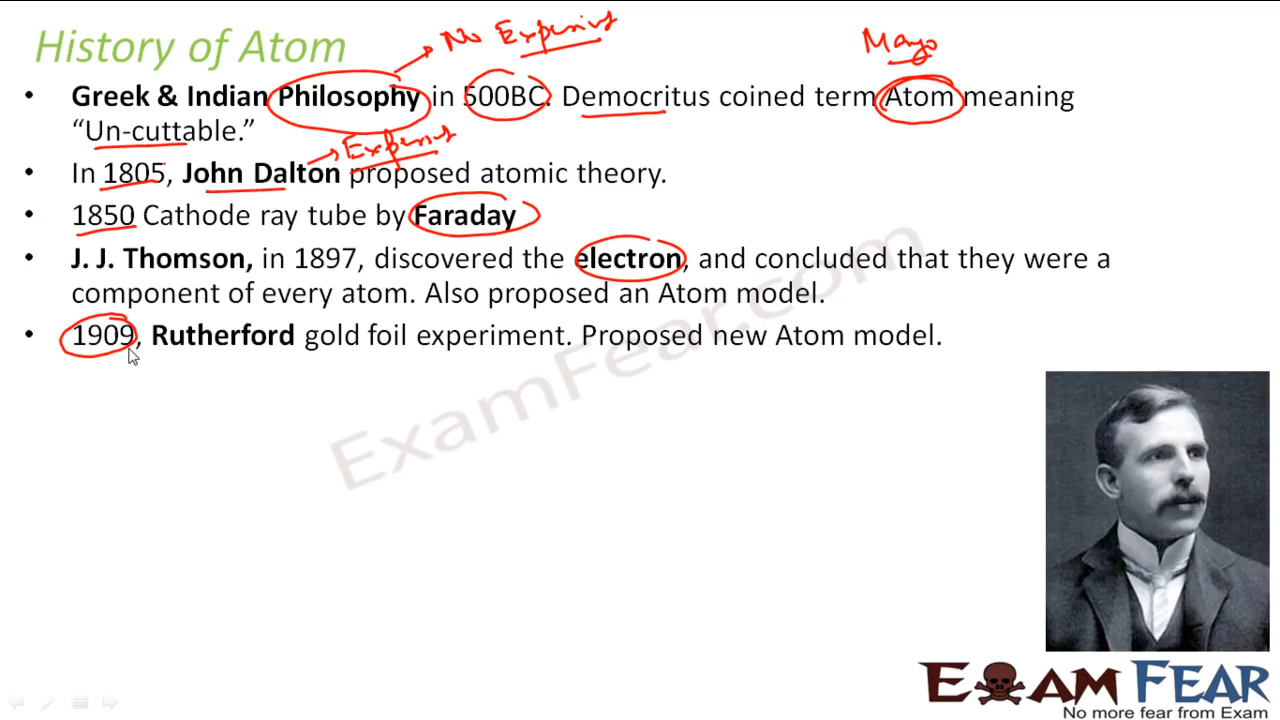 History of Atom
No Expeiment
Mango
• Greek & Indian Philosophy in 500BC. Democritus coined term Atom meaning
“Un-cuttable.”
• In 1805, John Dalton proposed atomic theory.
• 1850 Cathode ray tube by Faraday
• J. J. Thomson, in 1897, discovered the electron, and concluded that they were a
component of every atom. Also proposed an Atom model.
• 1909, Rutherford gold foil experiment. Proposed new Atom model.
ExamFear.com
EXAM FEAR
No more fear from Exam